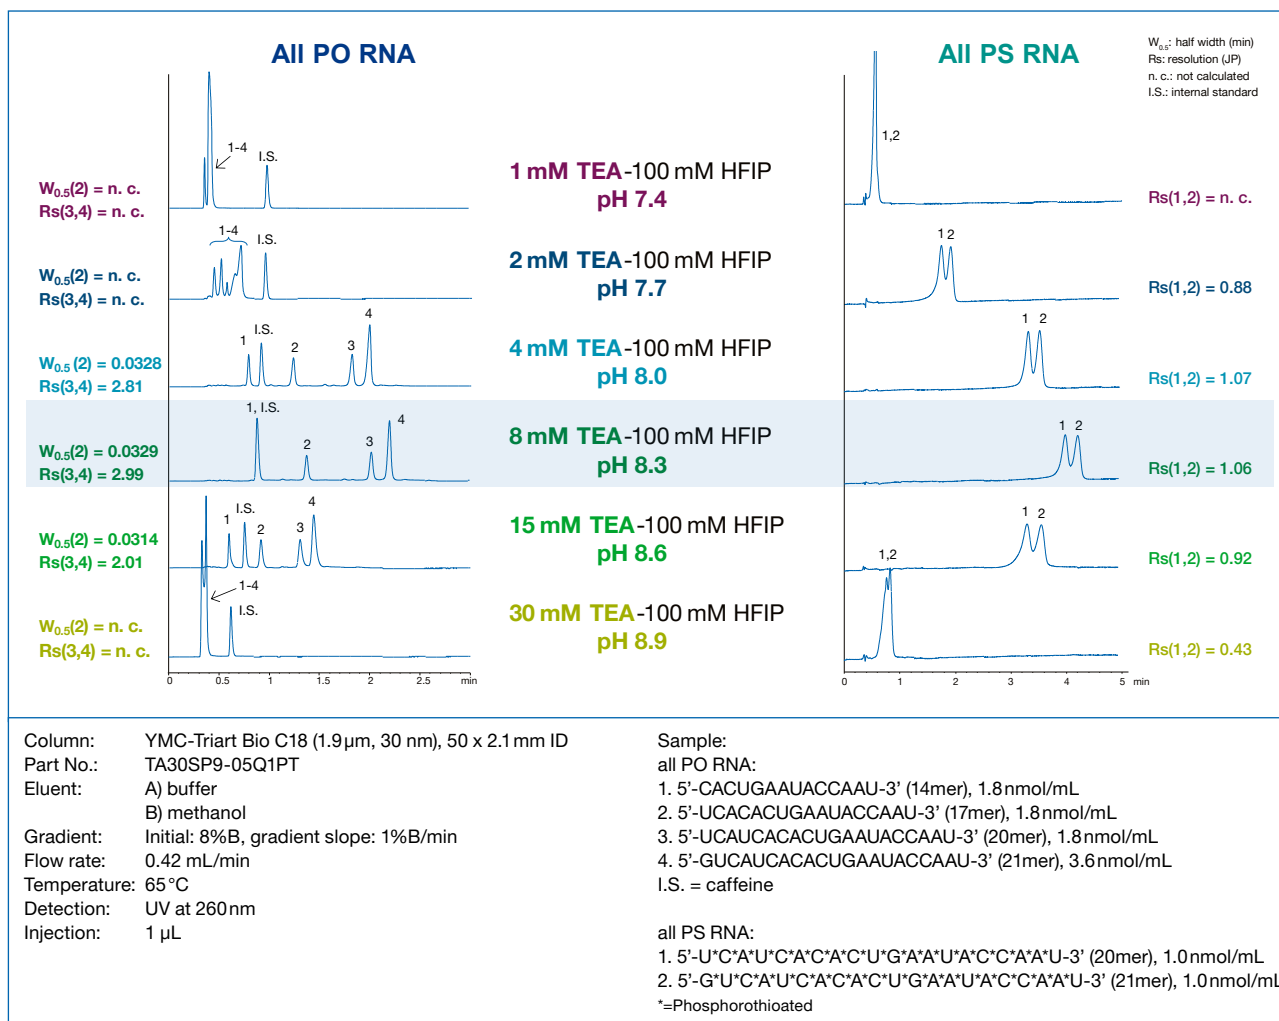 All PO RNA
All PS RNA
W0.5: half width (min)
Rs: resolution (JP)
n. c.: not calculated
I.S.: internal standard
1-4
I.S.
W0.5(2) = n. c.
Rs(3,4) = n. c.
1 mM TEA-100 mM HFIP
pH 7.4
1,2
Rs(1,2) = n. c.
1-4
I.S.
W0.5(2) = n. c.
Rs(3,4) = n. c.
2 mM TEA-100 mM HFIP
pH 7.7
1 2
Rs(1,2) = 0.88
1
I.S.
2
3
4
W0.5 (2) = 0.0328
Rs(3,4) = 2.81
4 mM TEA-100 mM HFIP
pH 8.0
1 2
Rs(1,2) = 1.07
1, I.S.
2
3
4
W0.5(2) = 0.0329
Rs(3,4) = 2.99
8 mM TEA-100 mM HFIP
pH 8.3
1 2
Rs(1,2) = 1.06
1
I.S.
2
3
4
W0.5(2) = 0.0314
Rs(3,4) = 2.01
15 mM TEA-100 mM HFIP
pH 8.6
1 2
Rs(1,2) = 0.92
1-4
I.S.
W0.5(2) = n. c.
Rs(3,4) = n. c.
30 mM TEA-100 mM HFIP
pH 8.9
1,2
Rs(1,2) = 0.43
0 0.5 1 1.5 2 2.5 min
0 1 2 3 4 5 min
Column: YMC-Triart Bio C18 (1.9 µm, 30 nm), 50 x 2.1 mm ID
Part No.: TA30SP9-05Q1PT
Eluent: A) buffer
B) methanol
Gradient: Initial: 8%B, gradient slope: 1%B/min
Flow rate: 0.42 mL/min
Temperature: 65 °C
Detection: UV at 260 nm
Injection: 1 µL
Sample:
all PO RNA:
1. 5’-CACUGAAUACCAAU-3’ (14mer), 1.8 nmol/mL
2. 5’-UCACACUGAAUACCAAU-3’ (17mer), 1.8 nmol/mL
3. 5’-UCAUCACACUGAAUACCAAU-3’ (20mer), 1.8 nmol/mL
4. 5’-GUCAUCACACUGAAUACCAAU-3’ (21mer), 3.6 nmol/mL
I.S. = caffeine
all PS RNA:
1. 5’-U*C*A*U*C*A*C*A*C*U*G*A*A*U*A*C*C*A*A*U-3’ (20mer), 1.0 nmol/mL
2. 5’-G*U*C*A*U*C*A*C*A*C*U*G*A*A*U*A*C*C*A*A*U-3’ (21mer), 1.0 nmol/mL
*=Phosphorothioated